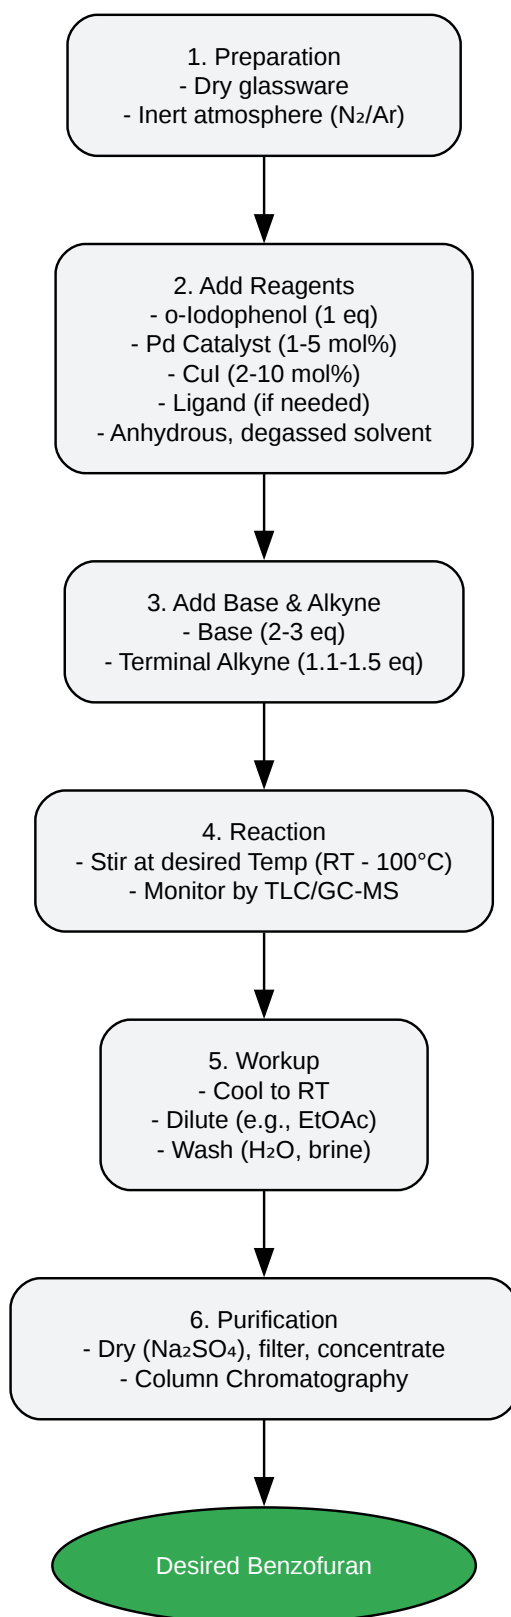 1. Preparation
- Dry glassware
- Inert atmosphere (N₂/Ar)
2. Add Reagents
- o-Iodophenol (1 eq)
- Pd Catalyst (1-5 mol%)
- CuI (2-10 mol%)
- Ligand (if needed)
- Anhydrous, degassed solvent
3. Add Base & Alkyne
- Base (2-3 eq)
- Terminal Alkyne (1.1-1.5 eq)
4. Reaction
- Stir at desired Temp (RT - 100°C)
- Monitor by TLC/GC-MS
5. Workup
- Cool to RT
- Dilute (e.g., EtOAc)
- Wash (H₂O, brine)
6. Purification
- Dry (Na₂SO₄), filter, concentrate
- Column Chromatography
Desired Benzofuran